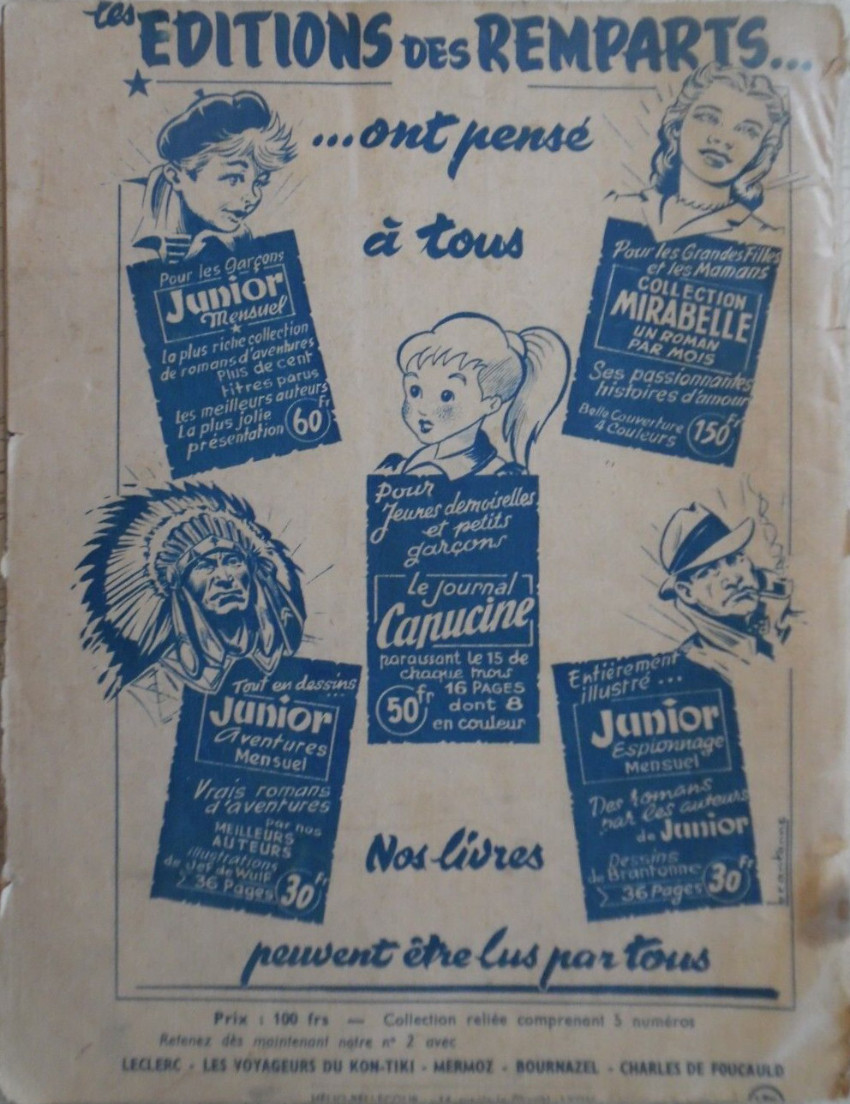 les EDITIONS DES REMPARTS...
...ont pensé
à tous
Pour les garçons
Junior
Mensuel
la plus riche collection
de romans d'aventures
Plus de cent
titres parus
Les meilleurs auteurs
La plus jolie
présentation 60 Fr
Pour les Grandes Filles
et les Mamans
COLLECTION
MIRABELLE
UN ROMAN
PAR MOIS
Ses passionnantes
histoires d'amour
Belle Couverture
4 Couleurs 150 Fr
Pour
Jeunes demoiselles
et petits
garçons
Le journal
Capucine
paraissant le 15 de
chaque mois
50 fr 16 PAGES
dont 8
en couleur
Tout en dessins
Junior
Aventures
Mensuel
Vrais romans
d'aventures
par nos
MEILLEURS
AUTEURS
illustrations
de Jef de Wulf
36 Pages 30 Fr
Entièrement
illustré...
Junior
Espionnage
Mensuel
Des romans
par les auteurs
de Junior
Dessins
de Brantonne
36 Pages 30 Fr
brantonne
Nos livres
peuvent être lus par tous
Prix : 100 frs — Collection reliée comprenant 5 numéros
Retenez dès maintenant notre n° 2 avec
LECLERC - LES VOYAGEURS DU KON-TIKI - MERMOZ - BOURNAZEL - CHARLES DE FOUCAULD